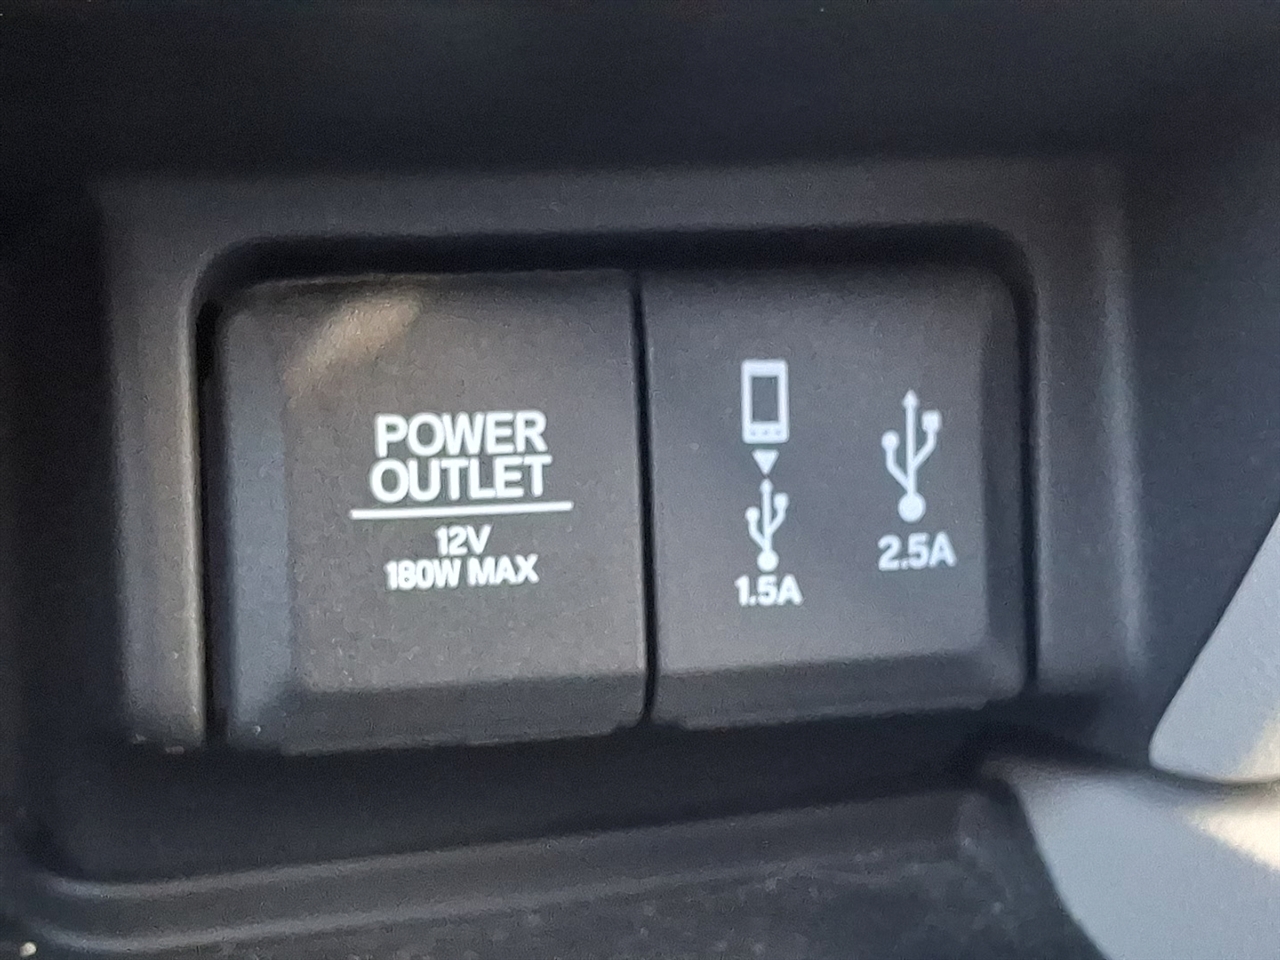 POWER
OUTLET
12V
180W MAX
1.5A
2.5A